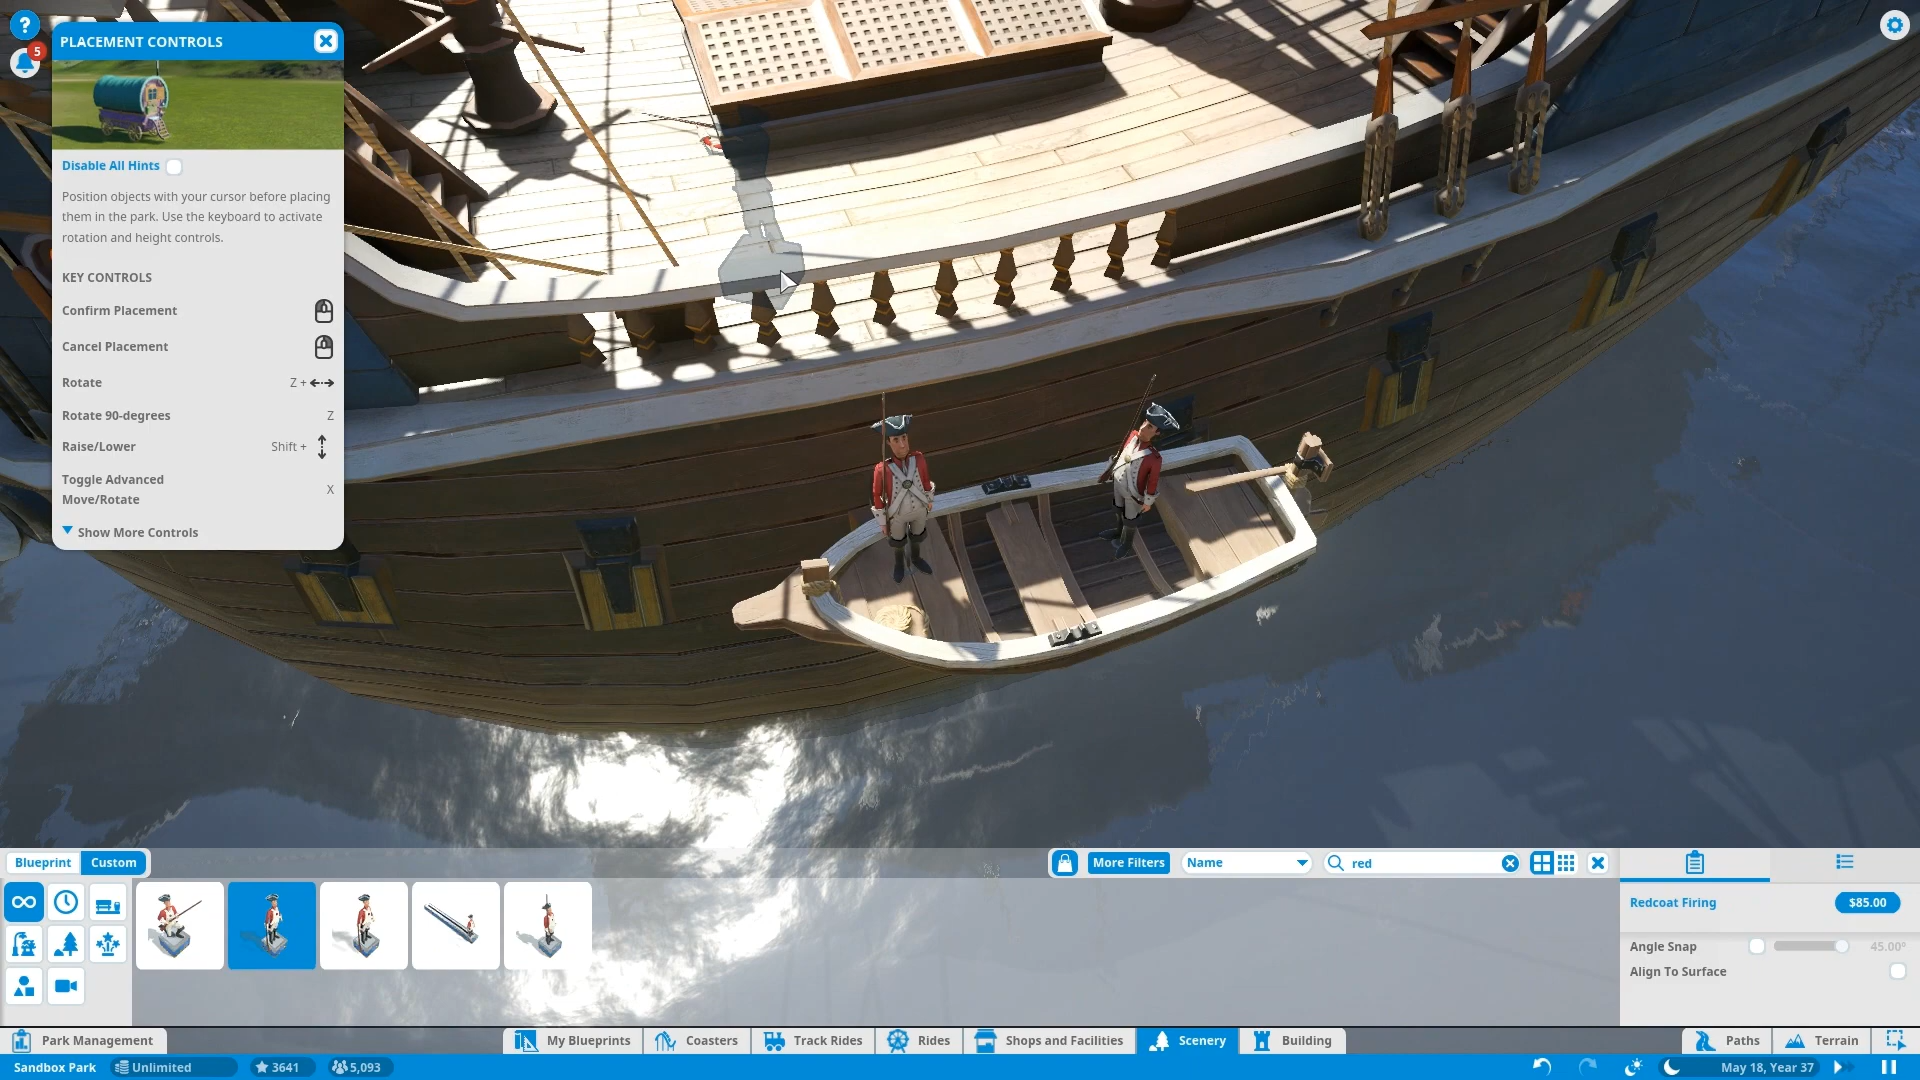 ?
5
PLACEMENT CONTROLS
Disable All Hints
Position objects with your cursor before placing
them in the park. Use the keyboard to activate
rotation and height controls.
KEY CONTROLS
Confirm Placement
Cancel Placement
Rotate Z +
Rotate 90-degrees Z
Raise/Lower Shift +
Toggle Advanced
Move/Rotate X
Show More Controls
Blueprint Custom More Filters Name red
Redcoat Firing $85.00
Angle Snap 45.00°
Align To Surface
Park Management My Blueprints Coasters Track Rides Rides Shops and Facilities Scenery Building Paths Terrain
Sandbox Park Unlimited 3641 5,093 May 18, Year 37